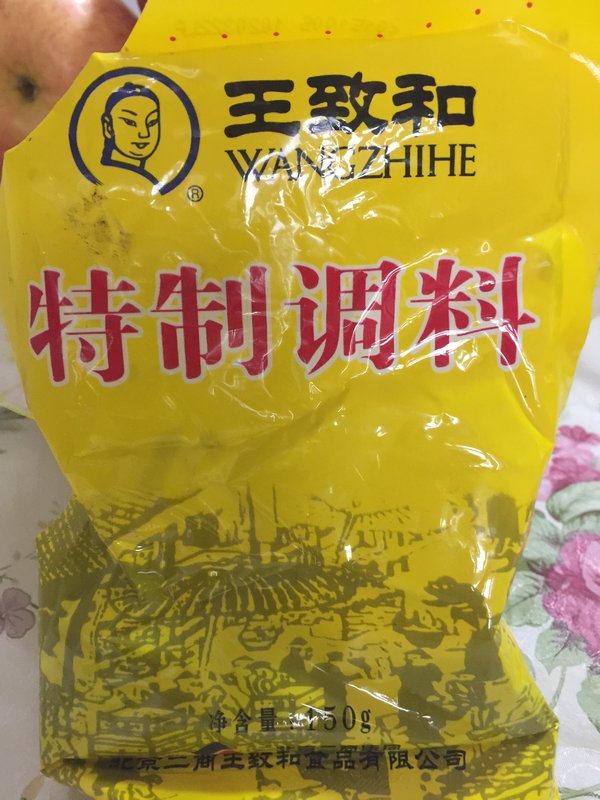 王致和
WANGZHIHE
®
特制调料
净含量：150g
北京二商王致和食品有限公司